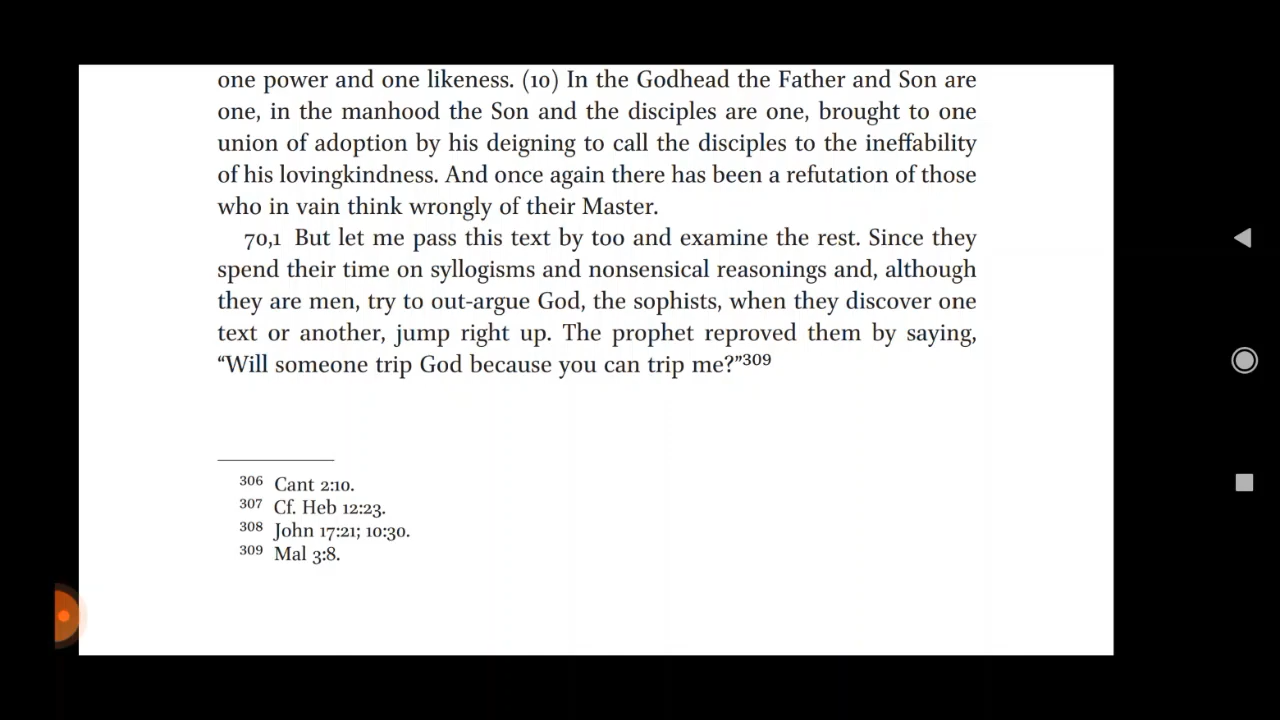 one power and one likeness. (10) In the Godhead the Father and Son are
one, in the manhood the Son and the disciples are one, brought to one
union of adoption by his deigning to call the disciples to the ineffability
of his lovingkindness. And once again there has been a refutation of those
who in vain think wrongly of their Master.
70,1 But let me pass this text by too and examine the rest. Since they
spend their time on syllogisms and nonsensical reasonings and, although
they are men, try to out-argue God, the sophists, when they discover one
text or another, jump right up. The prophet reproved them by saying,
“Will someone trip God because you can trip me?”309
306 Cant 2:10.
307 Cf. Heb 12:23.
308 John 17:21; 10:30.
309 Mal 3:8.